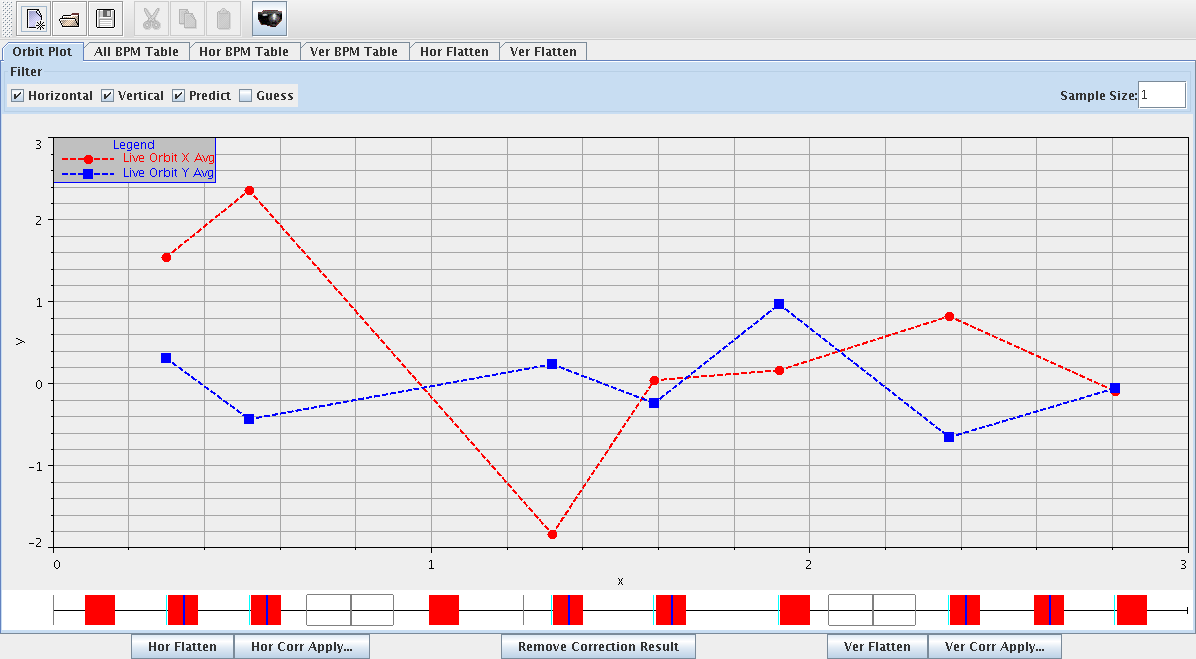 Orbit Plot All BPM Table Hor BPM Table Ver BPM Table Hor Flatten Ver Flatten
Filter
Horizontal Vertical Predict Guess Sample Size: 1
Legend
Live Orbit X Avg
Live Orbit Y Avg
3
2
1
y
0
-1
-2
0 1 2 3
x
Hor Flatten Hor Corr Apply... Remove Correction Result Ver Flatten Ver Corr Apply...